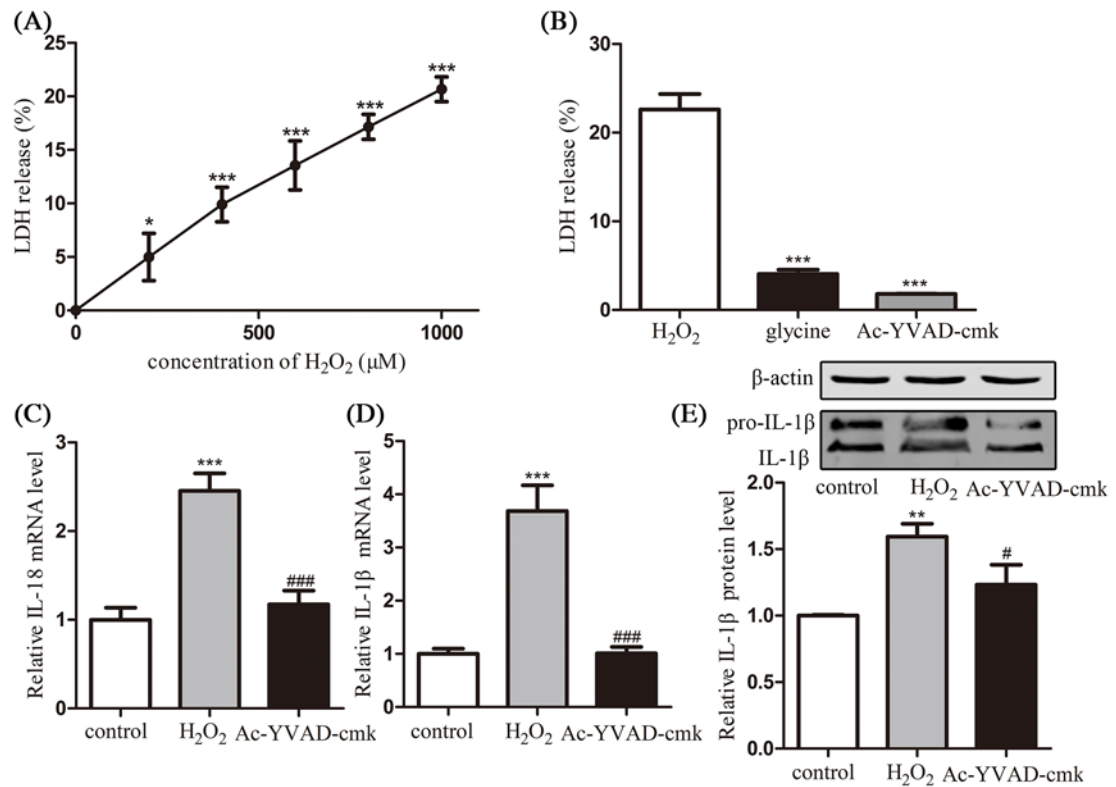 (A)
25
20
15
10
5
0
LDH release (%)
*
***
***
***
***
0
500
1000
concentration of H₂O₂ (μM)
(B)
30
20
10
0
LDH release (%)
***
***
H₂O₂
glycine
Ac-YVAD-cmk
(C)
3
2
1
0
Relative IL-18 mRNA level
***
###
control
H₂O₂
Ac-YVAD-cmk
(D)
5
4
3
2
1
0
Relative IL-1β mRNA level
***
###
control
H₂O₂
Ac-YVAD-cmk
(E)
β-actin
pro-IL-1β
IL-1β
control
H₂O₂
Ac-YVAD-cmk
2.0
1.5
1.0
0.5
0.0
Relative IL-1β protein level
**
#
control
H₂O₂
Ac-YVAD-cmk